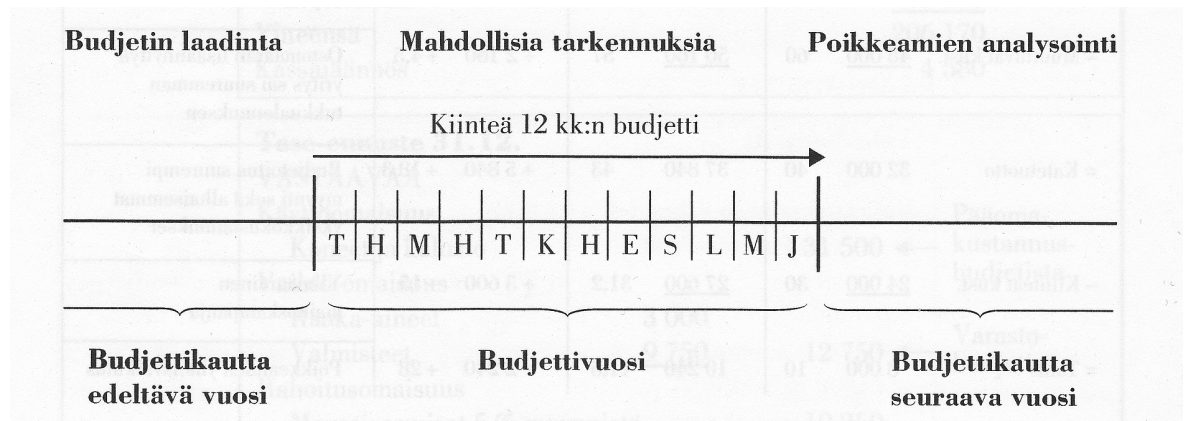 Budjetin laadinta
Mahdollisia tarkennuksia
Poikkeamien analysointi
Kiinteä 12 kk:n budjetti
T H M H T K H E S L M J
Budjettikautta
edeltävä vuosi
Budjettivuosi
Budjettikautta
seuraava vuosi